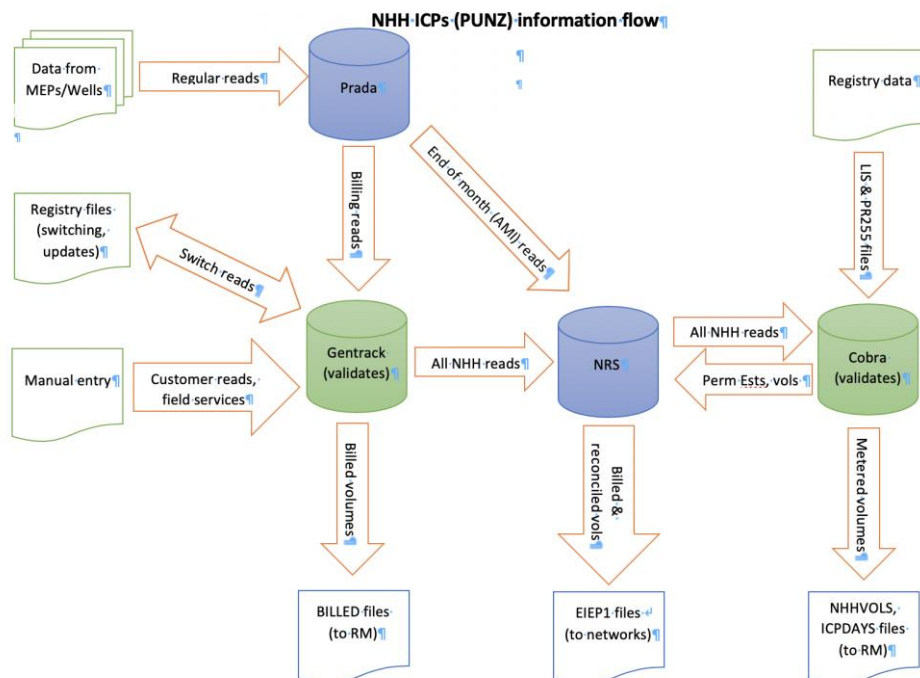 NHH ICPs (PUNZ) information flow¶
¶
¶
Data from
MEPs/Wells¶
¶
Regular reads¶
Prada¶
Registry data¶
Billing reads¶
End of month (AMI) reads¶
LIS & PR255 files¶
Registry files
(switching,
updates)¶
Switch reads¶
Manual entry¶
Customer reads,
field services¶
Gentrack
(validates)¶
All NHH reads¶
NRS¶
All NHH reads¶
Perm Ests, vols ¶
Cobra
(validates)¶
Billed volumes¶
Billed &
reconciled vols¶
Metered volumes¶
BILLED files
(to RM)¶
EIEP1 files ↵
(to networks)¶
NHHVOLS,
ICPDAYS files
(to RM)¶